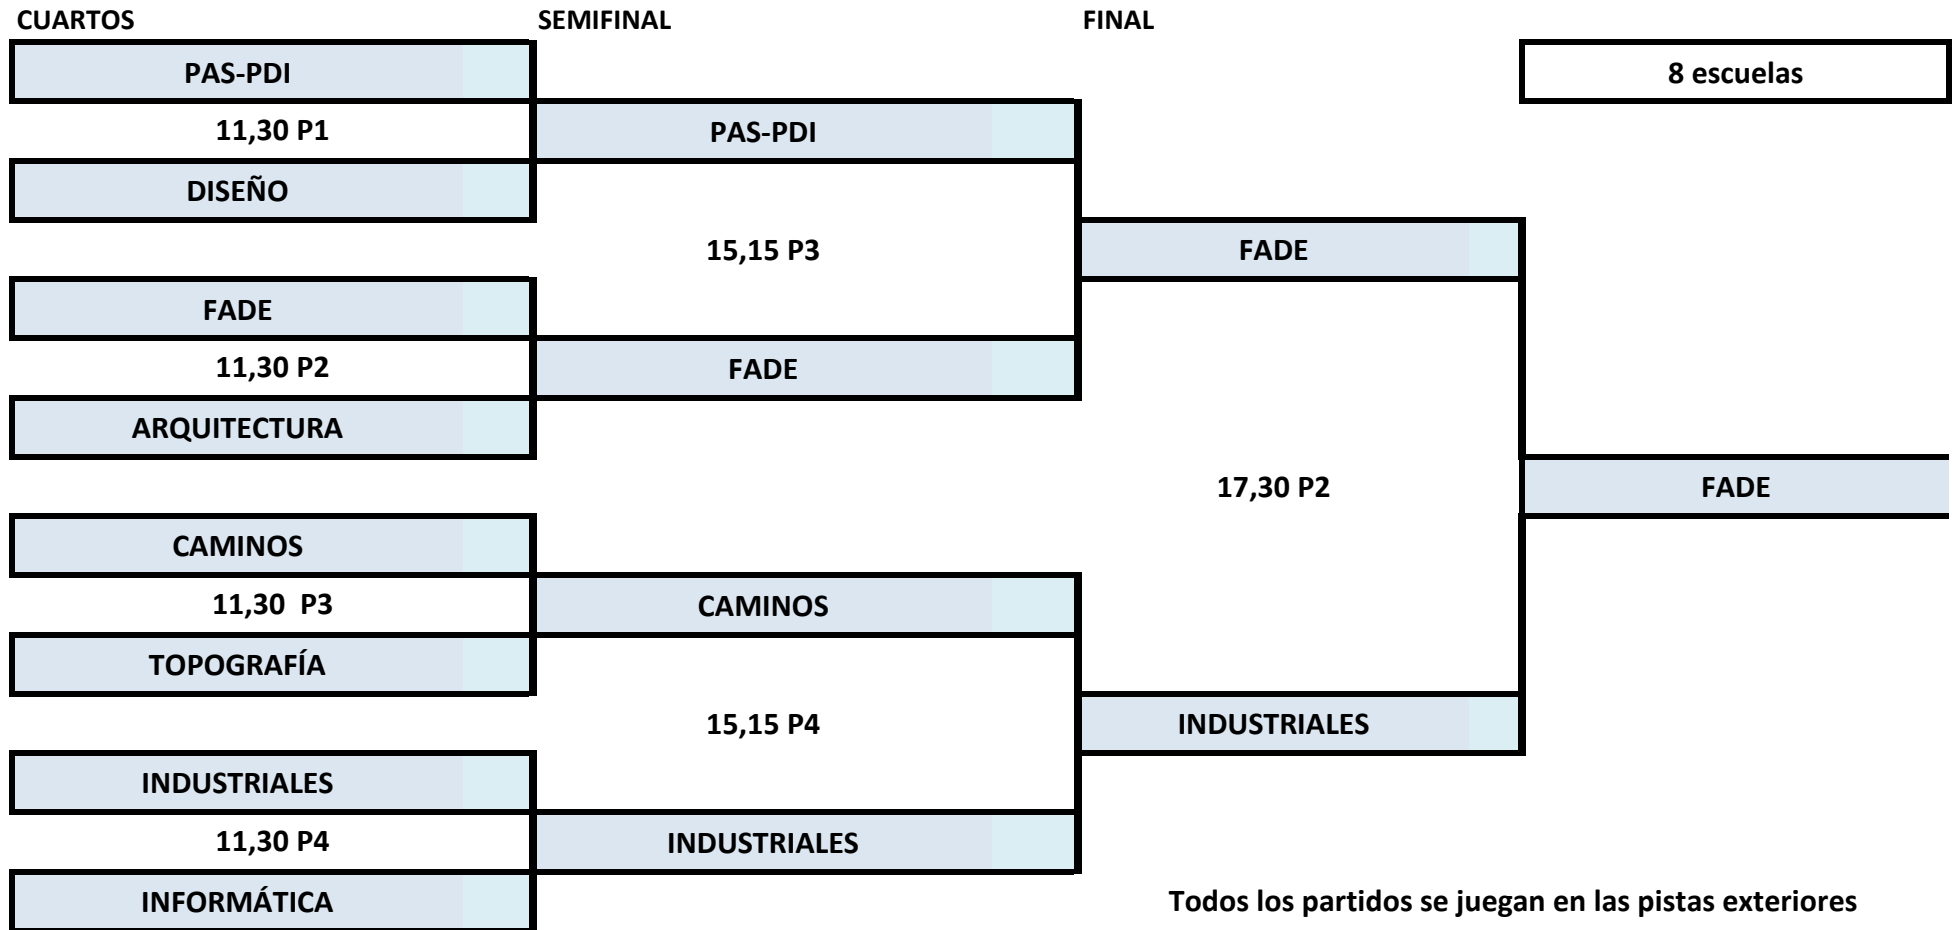 CUARTOS
SEMIFINAL
FINAL
PAS-PDI
8 escuelas
11,30 P1
PAS-PDI
DISEÑO
15,15 P3
FADE
FADE
11,30 P2
FADE
ARQUITECTURA
17,30 P2
FADE
CAMINOS
11,30  P3
CAMINOS
TOPOGRAFÍA
15,15 P4
INDUSTRIALES
INDUSTRIALES
11,30 P4
INDUSTRIALES
INFORMÁTICA
Todos los partidos se juegan en las pistas exteriores